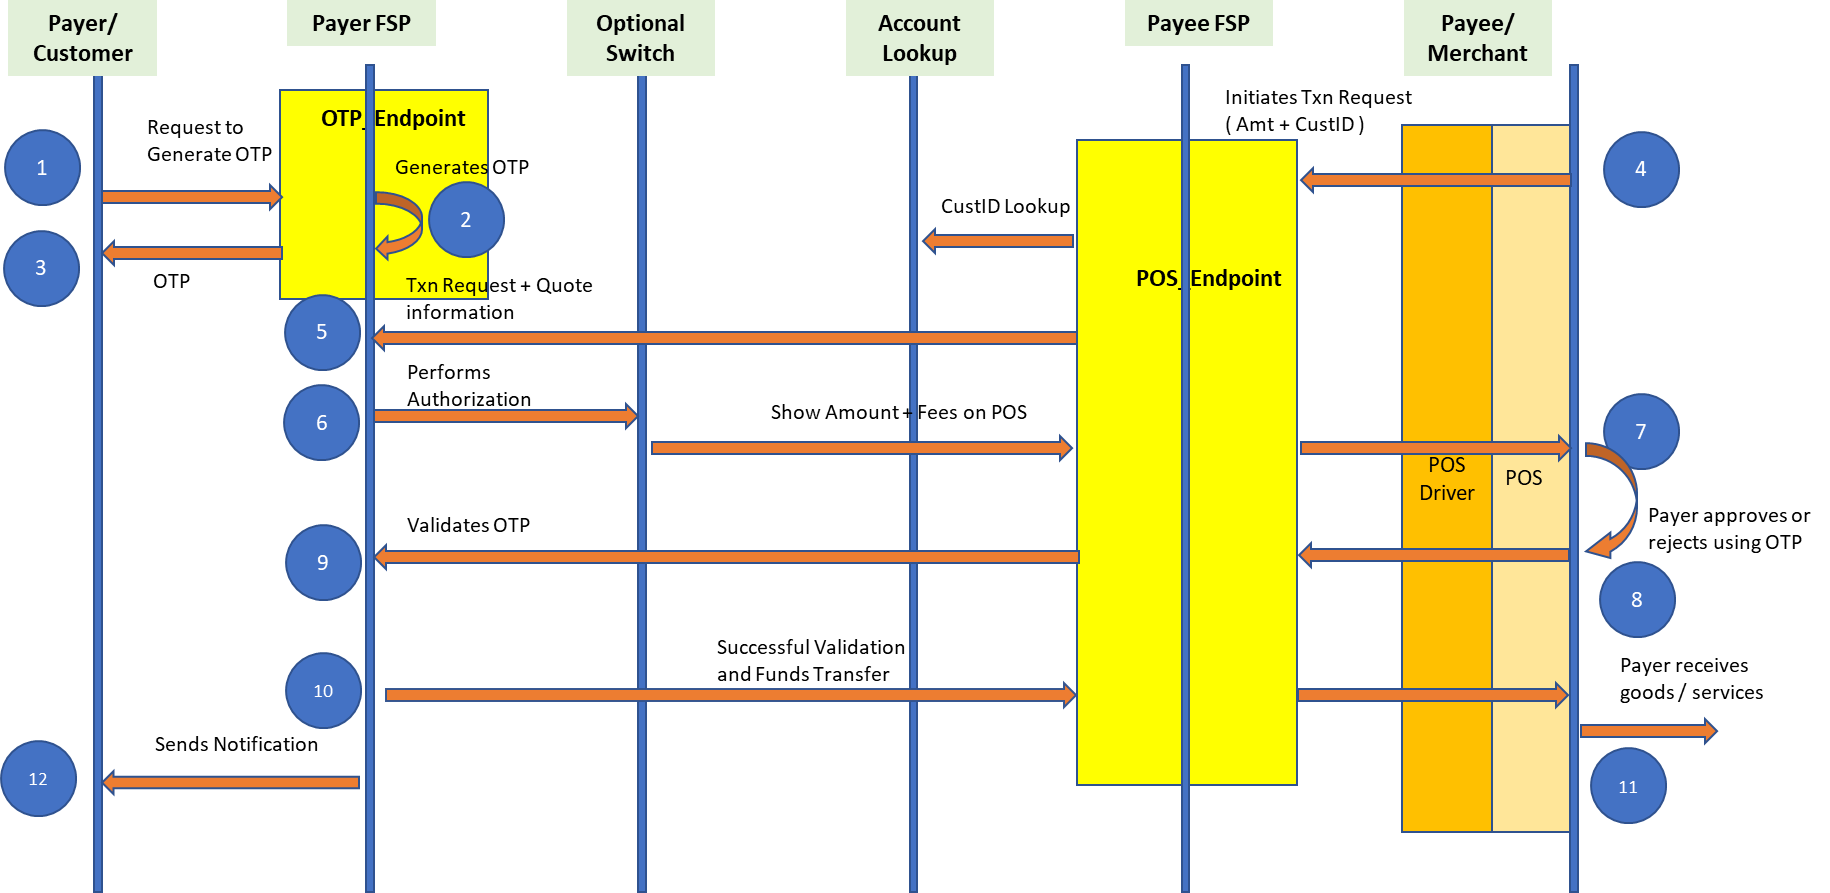 Payer/
Customer
Payer FSP
Optional
Switch
Account
Lookup
Payee FSP
Payee/
Merchant
Initiates Txn Request
( Amt + CustID )
OTP_Endpoint
Request to
Generate OTP
1
Generates OTP
2
4
CustID Lookup
3
OTP
POS_Endpoint
Txn Request + Quote
information
5
Performs
Authorization
6
Show Amount + Fees on POS
7
POS
Driver
POS
Payer approves or
rejects using OTP
Validates OTP
9
8
Successful Validation
and Funds Transfer
10
Payer receives
goods / services
Sends Notification
12
11